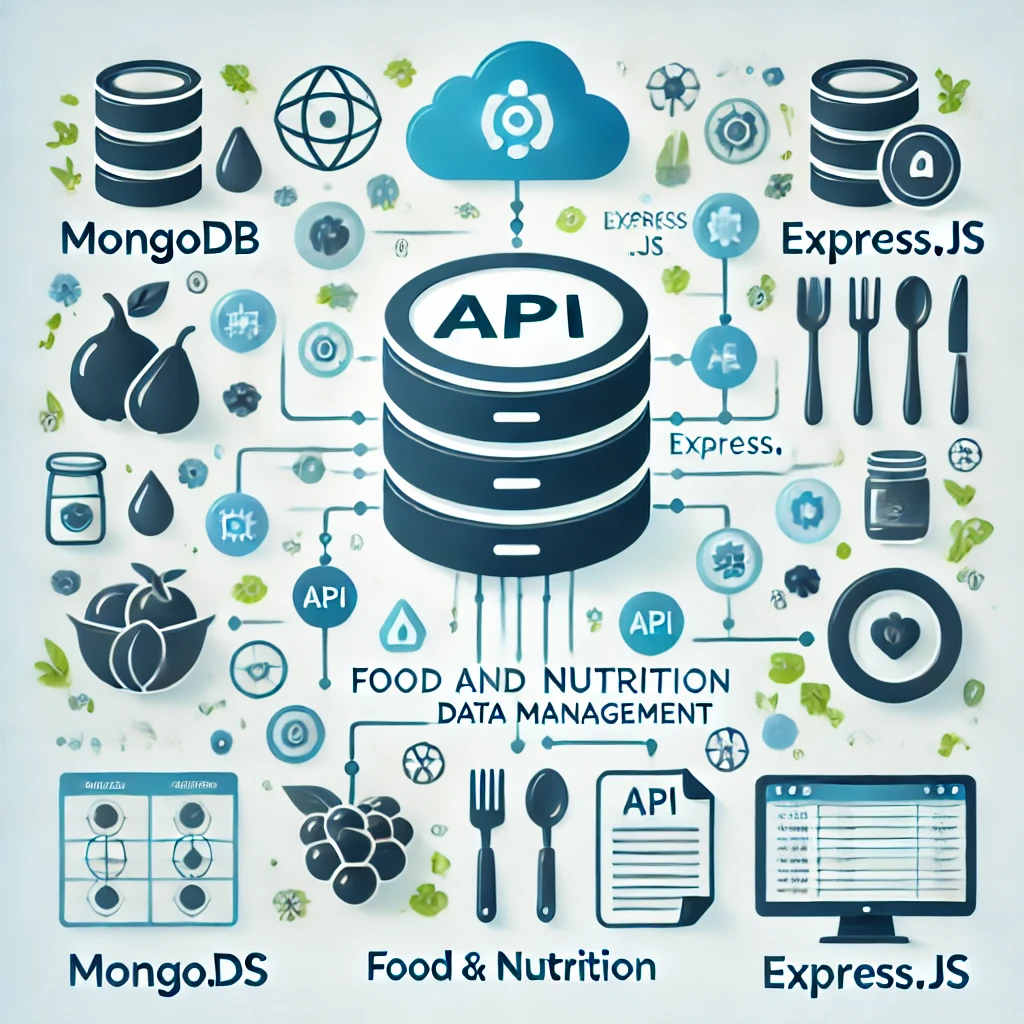 MongoDB
EXPRESS
.JS
Express.JS
API
Express.
API
API
FOOD AND NUTRITION
DATA MANAGEMENT
API
Mongo.DS
Food & Nutrition
Express.JS